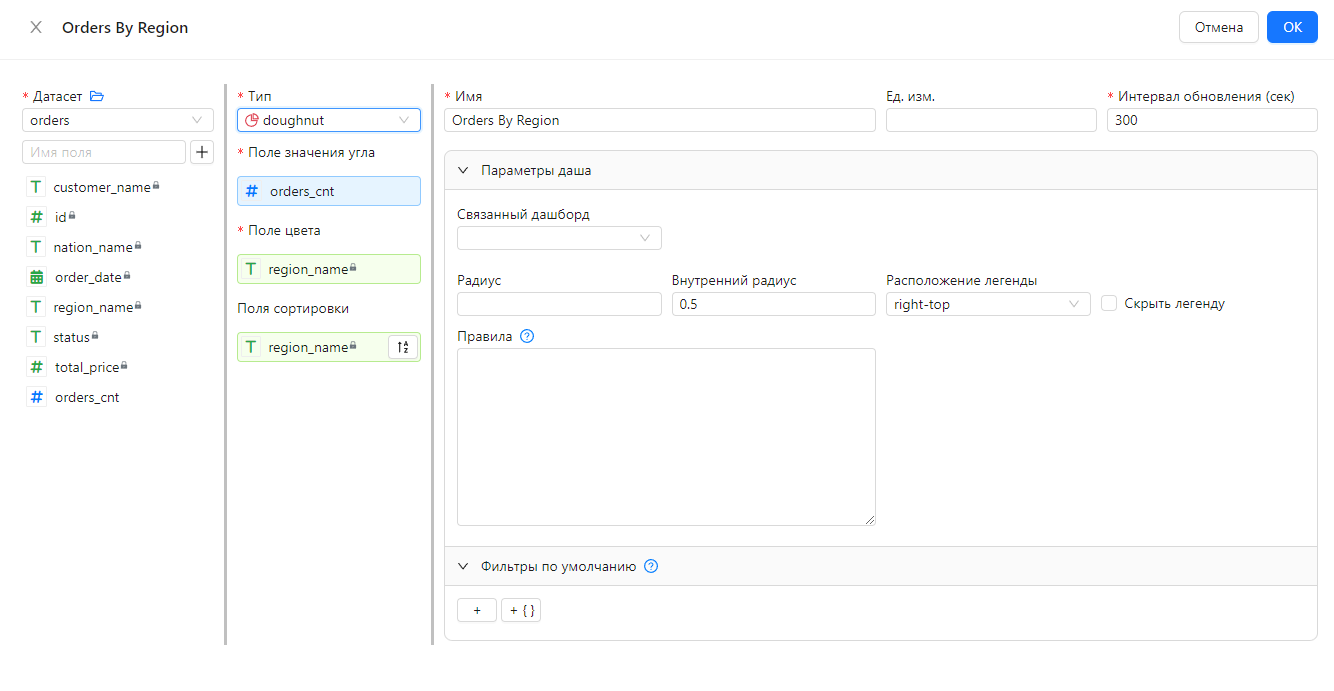 Orders By Region
Отмена
OK
* Датасет
orders
Имя поля
customer_name
id
nation_name
order_date
region_name
status
total_price
orders_cnt
* Тип
doughnut
* Поле значения угла
orders_cnt
* Поле цвета
region_name
Поля сортировки
region_name
* Имя
Orders By Region
Ед. изм.
* Интервал обновления (сек)
300
Параметры даша
Связанный дашборд
Радиус
Внутренний радиус
0.5
Расположение легенды
right-top
Скрыть легенду
Правила
Фильтры по умолчанию
+
+ { }